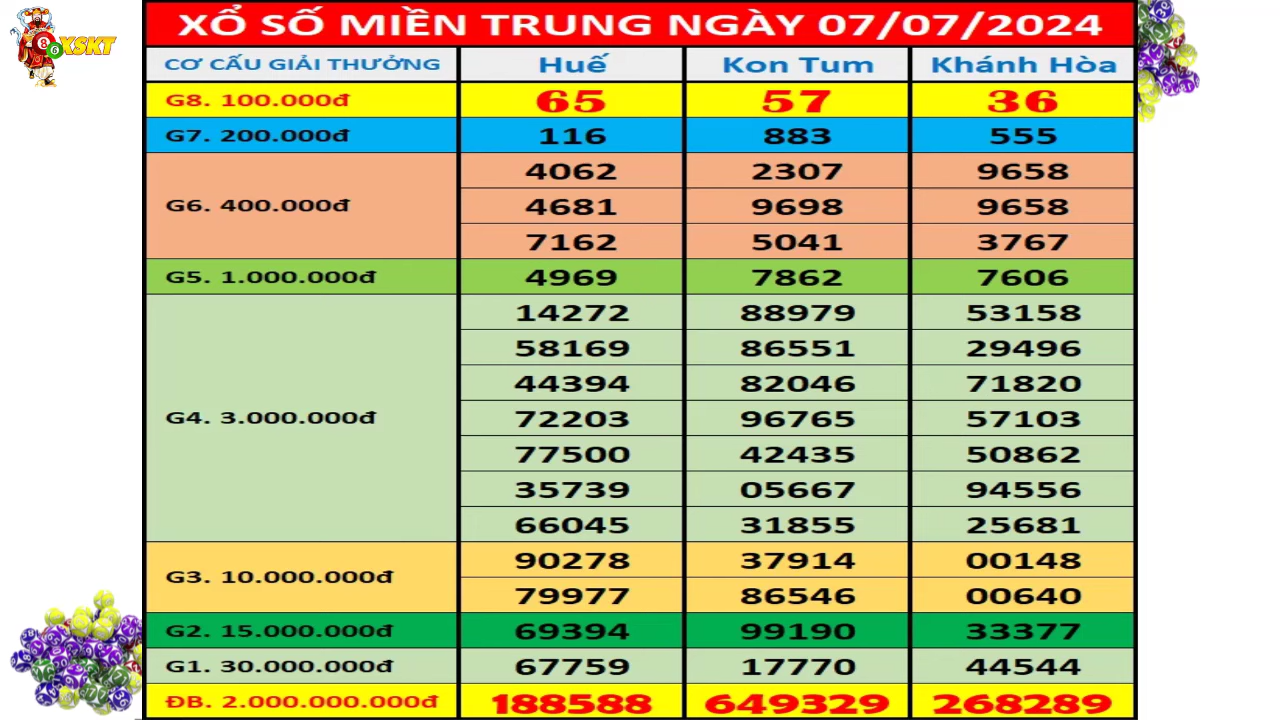 XSKT
XỔ SỐ MIỀN TRUNG NGÀY 07/07/2024
CƠ CẤU GIẢI THƯỞNG Huế Kon Tum Khánh Hòa
G8. 100.000đ 65 57 36
G7. 200.000đ 116 883 555
4062 2307 9658
G6. 400.000đ 4681 9698 9658
7162 5041 3767
G5. 1.000.000đ 4969 7862 7606
14272 88979 53158
58169 86551 29496
44394 82046 71820
G4. 3.000.000đ 72203 96765 57103
77500 42435 50862
35739 05667 94556
66045 31855 25681
G3. 10.000.000đ 90278 37914 00148
79977 86546 00640
G2. 15.000.000đ 69394 99190 33377
G1. 30.000.000đ 67759 17770 44544
ĐB. 2.000.000.000đ 188588 649329 268289